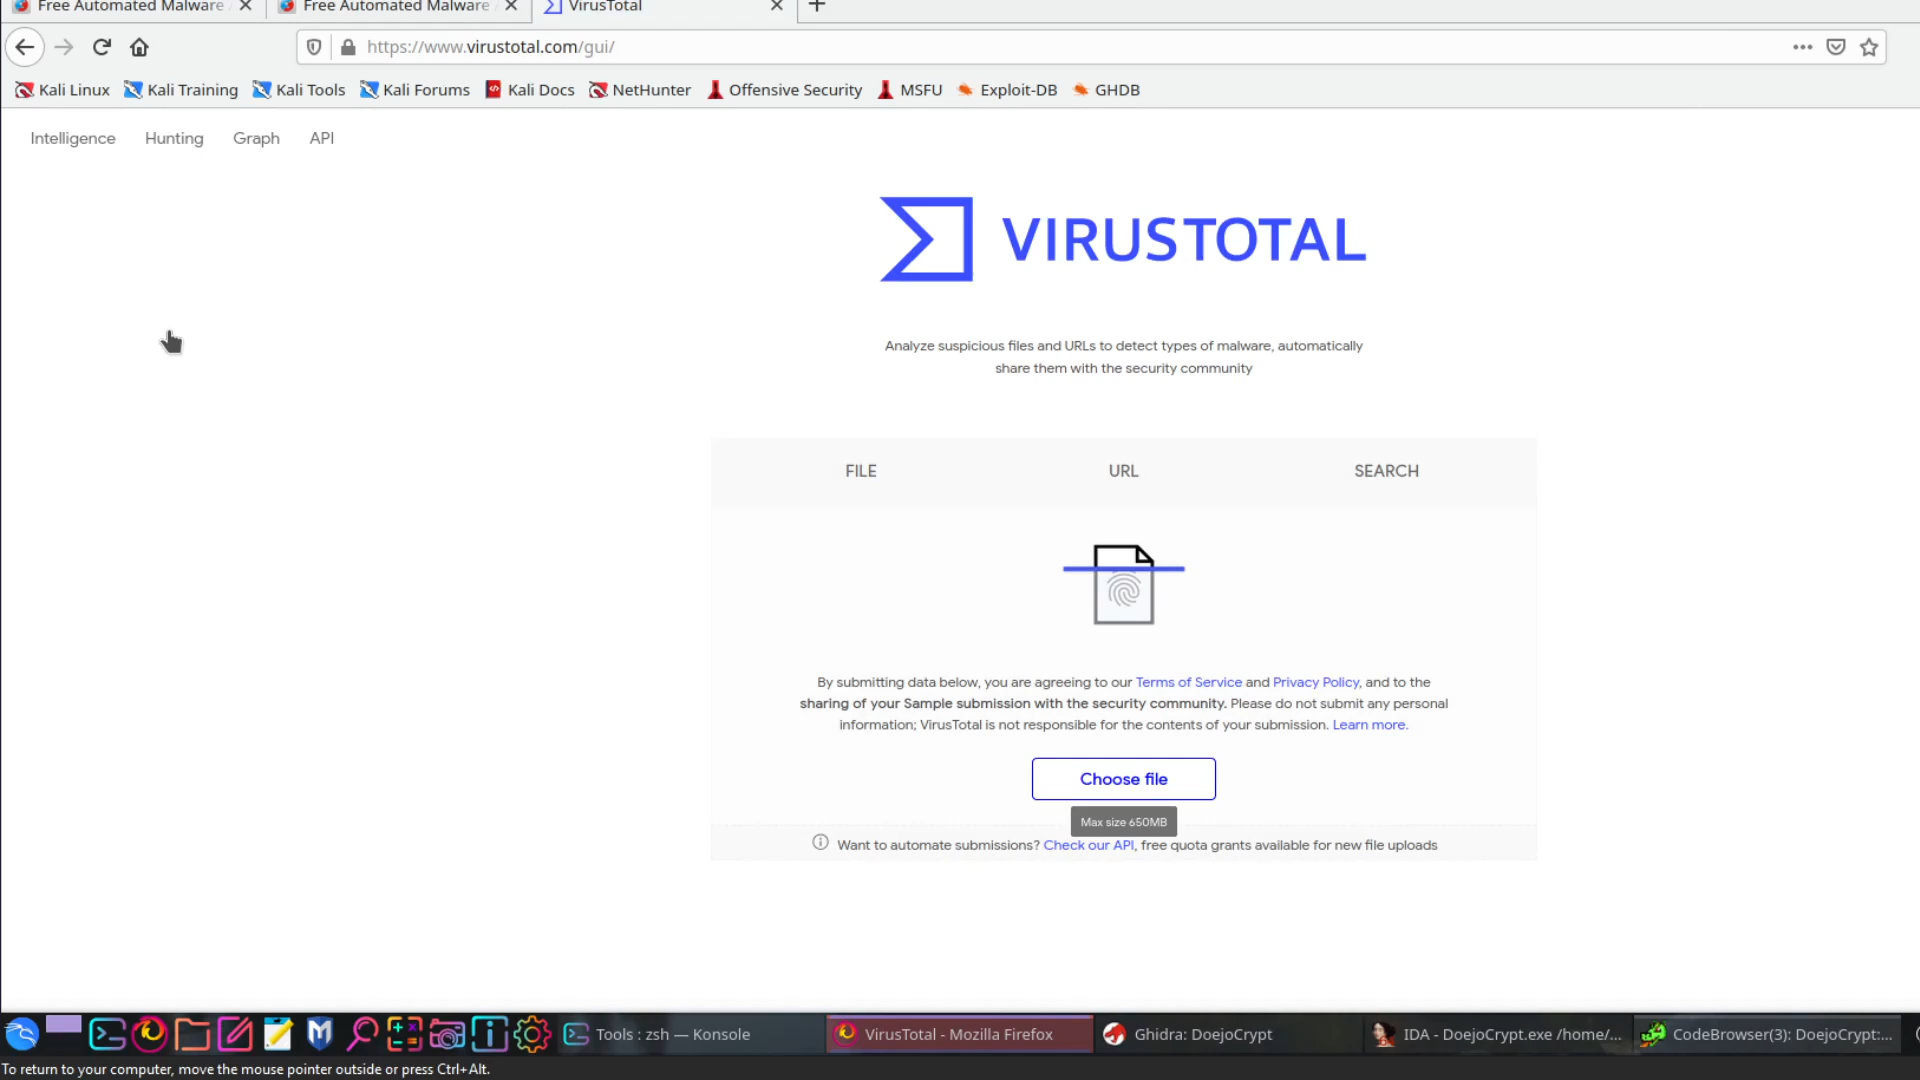 Free Automated Malware
Free Automated Malware
VirusTotal
https://www.virustotal.com/gui/
Kali Linux
Kali Training
Kali Tools
Kali Forums
Kali Docs
NetHunter
Offensive Security
MSFU
Exploit-DB
GHDB
Intelligence
Hunting
Graph
API
VIRUSTOTAL
Analyze suspicious files and URLs to detect types of malware, automatically
share them with the security community
FILE
URL
SEARCH
By submitting data below, you are agreeing to our Terms of Service and Privacy Policy, and to the
sharing of your Sample submission with the security community. Please do not submit any personal
information; VirusTotal is not responsible for the contents of your submission. Learn more.
Choose file
Max size 650MB
Want to automate submissions? Check our API, free quota grants available for new file uploads
Tools : zsh — Konsole
VirusTotal - Mozilla Firefox
Ghidra: DoejoCrypt
IDA - DoejoCrypt.exe /home/...
CodeBrowser(3): DoejoCrypt:...
To return to your computer, move the mouse pointer outside or press Ctrl+Alt.